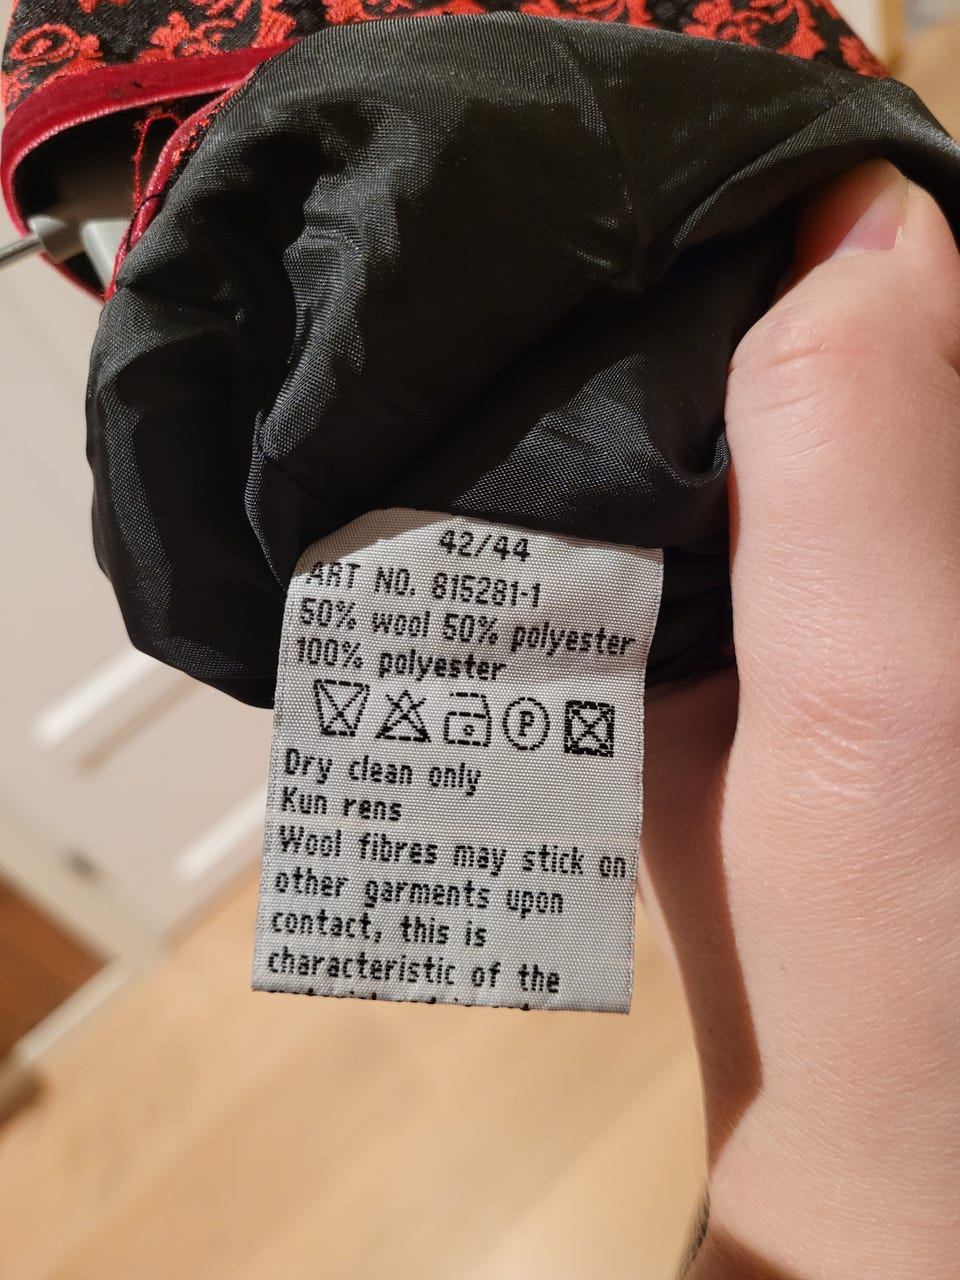 42/44
ART NO. 815281-1
50% wool 50% polyester
100% polyester
P
Dry clean only
Kun rens
Wool fibres may stick on
other garments upon
contact, this is
characteristic of the